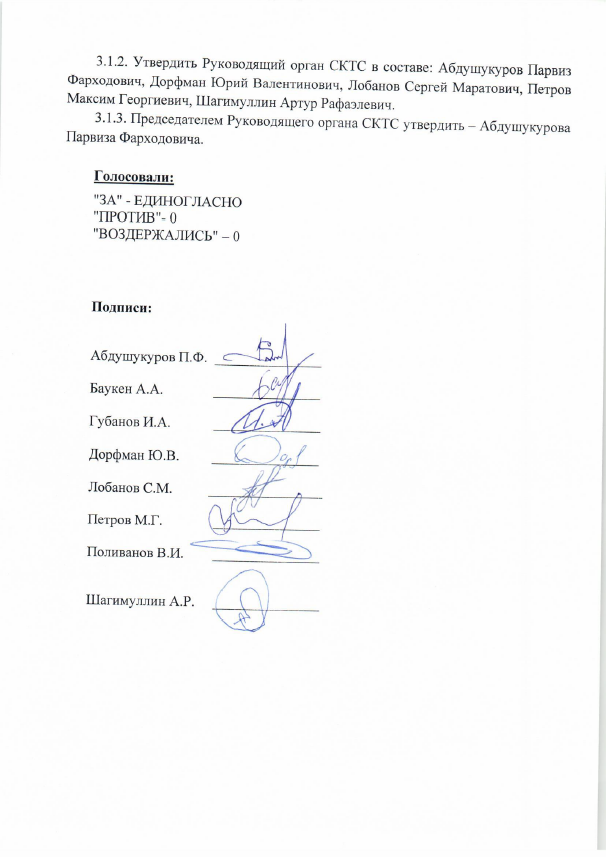 3.1.2. Утвердить Руководящий орган СКТС в составе: Абдушукуров Парвиз
Фарходович, Дорфман Юрий Валентинович, Лобанов Сергей Маратович, Петров
Максим Георгиевич, Шагимуллин Артур Рафаэлевич.
3.1.3. Председателем Руководящего органа СКТС утвердить – Абдушукурова
Парвиза Фарходовича.
Голосовали:
"ЗА" - ЕДИНОГЛАСНО
"ПРОТИВ"- 0
"ВОЗДЕРЖАЛИСЬ" – 0
Подписи:
Абдушукуров П.Ф.
Баукен А.А.
Губанов И.А.
Дорфман Ю.В.
Лобанов С.М.
Петров М.Г.
Поливанов В.И.
Шагимуллин А.Р.